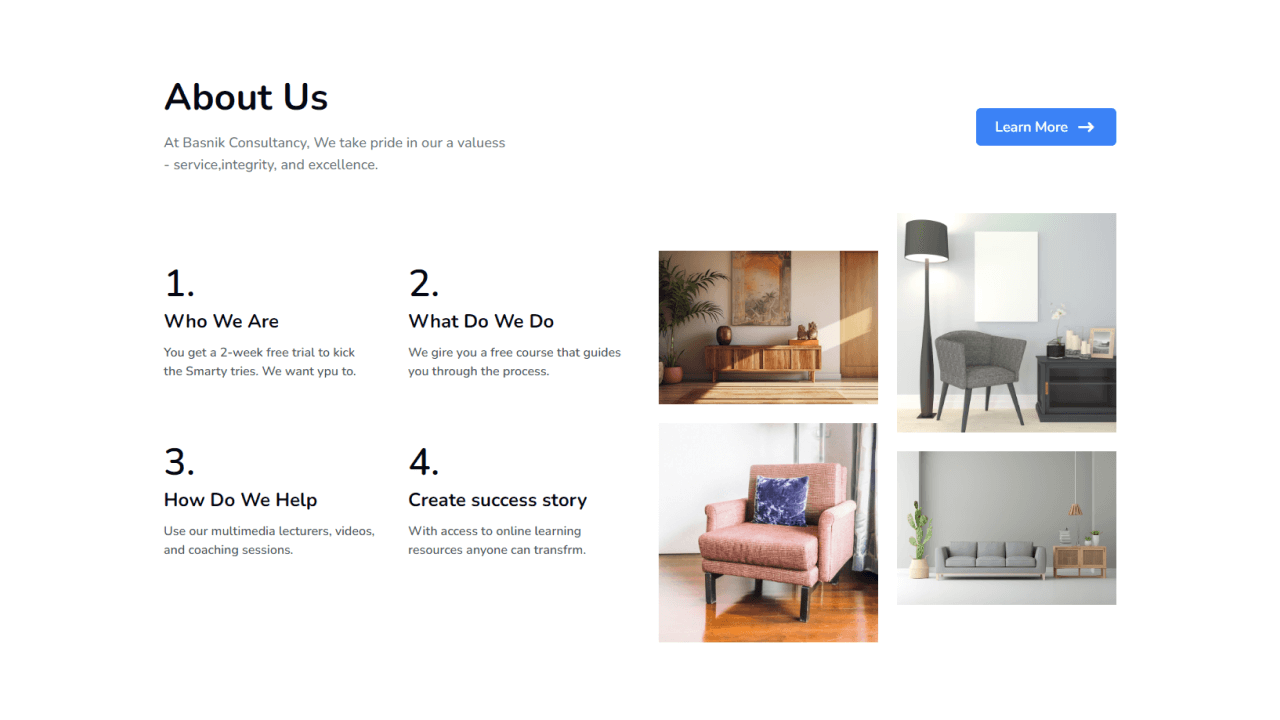 About Us
At Basnik Consultancy, We take pride in our a valuess
- service,integrity, and excellence.
Learn More
1.
Who We Are
You get a 2-week free trial to kick
the Smarty tries. We want ypu to.
2.
What Do We Do
We gire you a free course that guides
you through the process.
3.
How Do We Help
Use our multimedia lecturers, videos,
and coaching sessions.
4.
Create success story
With access to online learning
resources anyone can transfrm.